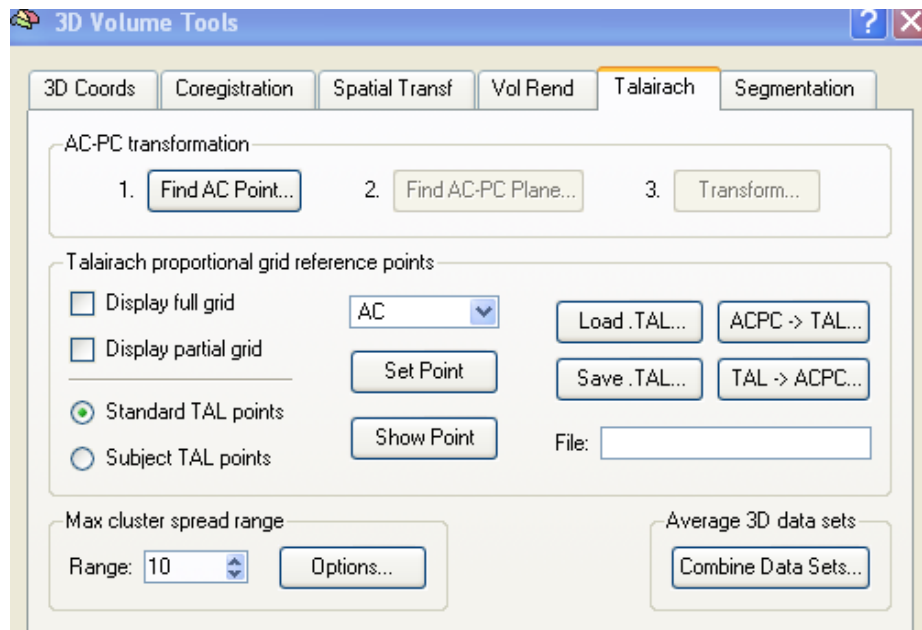 3D Volume Tools
?
X
3D Coords Coregistration Spatial Transf Vol Rend Talairach Segmentation
AC-PC transformation
1. Find AC Point... 2. Find AC-PC Plane... 3. Transform...
Talairach proportional grid reference points
Display full grid
Display partial grid
Standard TAL points
Subject TAL points
AC
Set Point
Show Point
Load .TAL... ACPC -> TAL...
Save .TAL... TAL -> ACPC...
File:
Max cluster spread range
Range: 10 Options...
Average 3D data sets
Combine Data Sets...